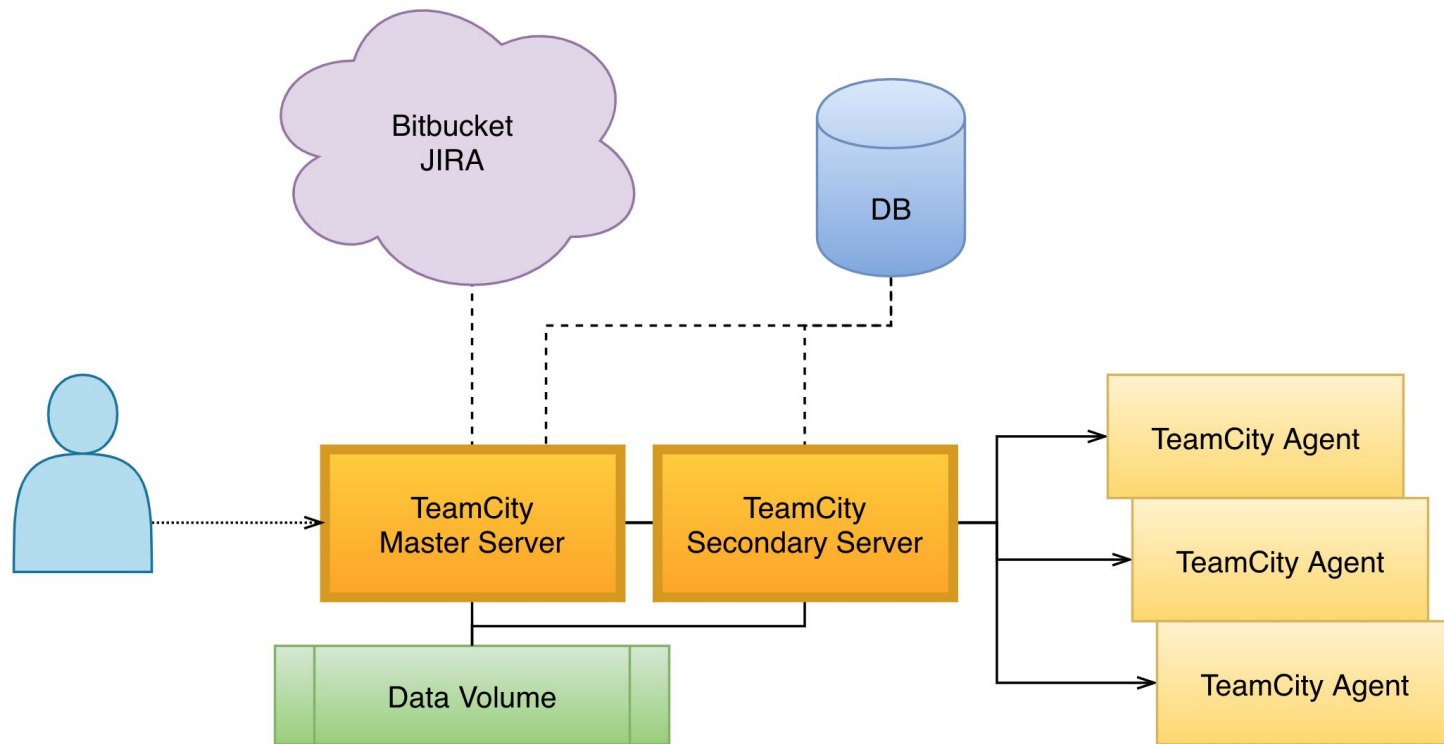 Bitbucket
JIRA
DB
TeamCity
Master Server
TeamCity
Secondary Server
TeamCity Agent
TeamCity Agent
TeamCity Agent
Data Volume